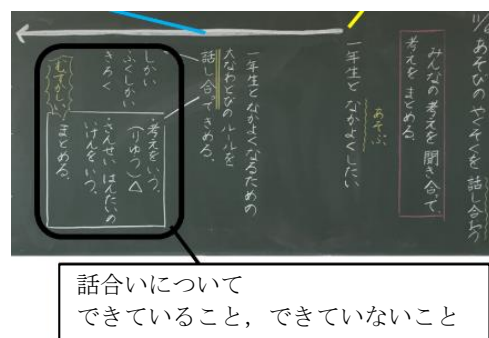 11/6
あそびの やくそくを 話し合おう
みんなの考えを 聞き合って、
考えを まとめる。
あそぶ
一年生と なかよくしたい
一年生と なかよくなるための
大なわとびの ルールを
話し合ってきめる。
しかい
ふくしかい
きろく
むずかしい
・考えをいう。
(りゆう)△
・さんせい はんたいの
いけんを いう。
まとめる。
話合いについて
できていること，できていないこと